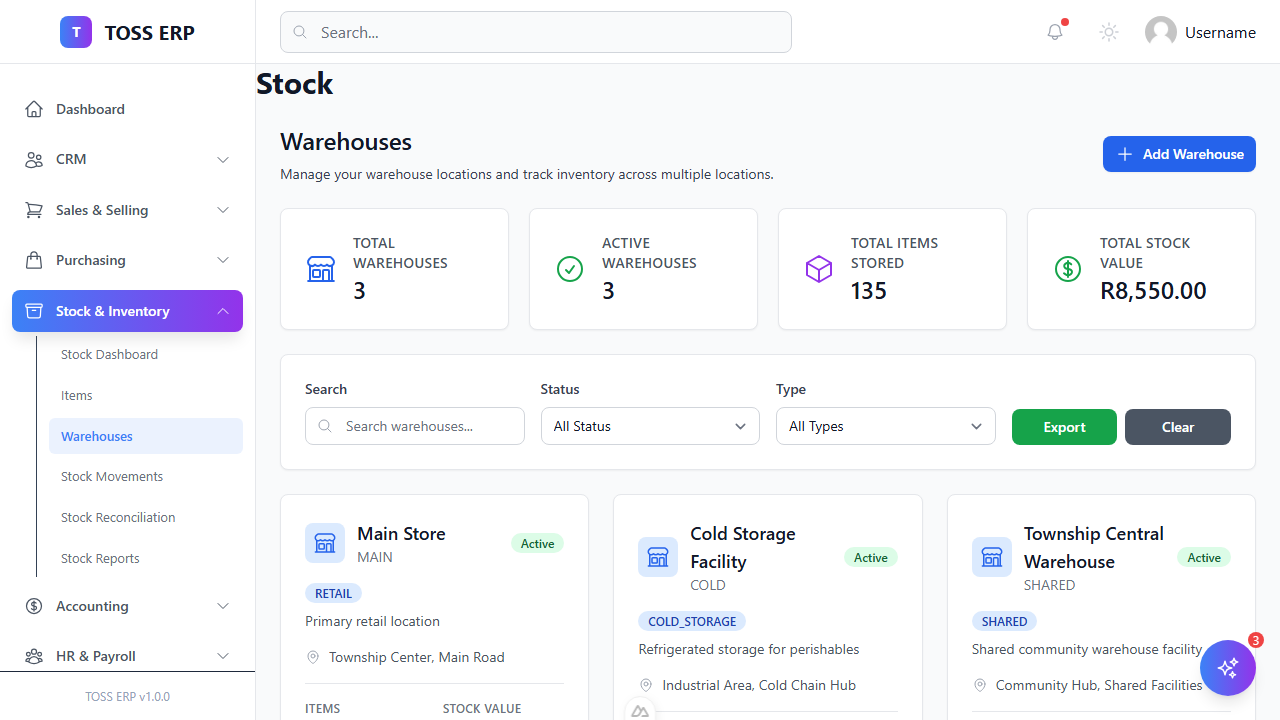 T TOSS ERP
Search...
Username
Dashboard
CRM
Sales & Selling
Purchasing
Stock & Inventory
Stock Dashboard
Items
Warehouses
Stock Movements
Stock Reconciliation
Stock Reports
Accounting
HR & Payroll
TOSS ERP v1.0.0
Stock
Warehouses
Manage your warehouse locations and track inventory across multiple locations.
Add Warehouse
TOTAL
WAREHOUSES
3
ACTIVE
WAREHOUSES
3
TOTAL ITEMS
STORED
135
TOTAL STOCK
VALUE
R8,550.00
Search
Search warehouses...
Status
All Status
Type
All Types
Export
Clear
Main Store
MAIN
Active
RETAIL
Primary retail location
Township Center, Main Road
ITEMS
STOCK VALUE
Cold Storage
Facility
COLD
Active
COLD_STORAGE
Refrigerated storage for perishables
Industrial Area, Cold Chain Hub
Township Central
Warehouse
SHARED
Active
SHARED
Shared community warehouse facility
Community Hub, Shared Facilities
3